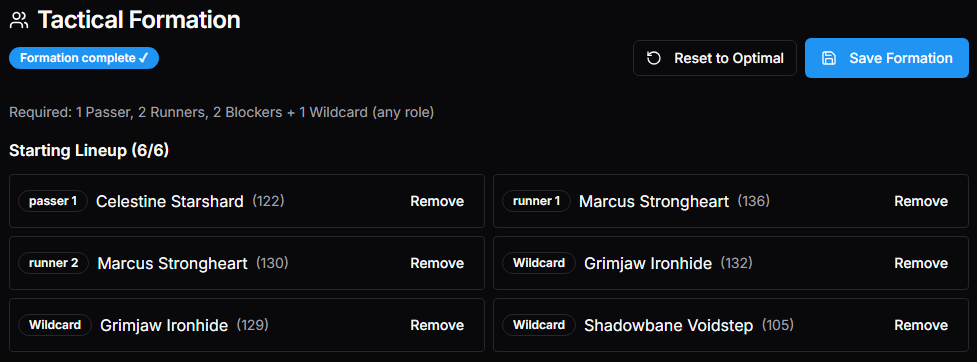 Tactical Formation
Formation complete ✓
Reset to Optimal
Save Formation
Required: 1 Passer, 2 Runners, 2 Blockers + 1 Wildcard (any role)
Starting Lineup (6/6)
passer 1 Celestine Starshard (122) Remove
runner 1 Marcus Strongheart (136) Remove
runner 2 Marcus Strongheart (130) Remove
Wildcard Grimjaw Ironhide (132) Remove
Wildcard Grimjaw Ironhide (129) Remove
Wildcard Shadowbane Voidstep (105) Remove